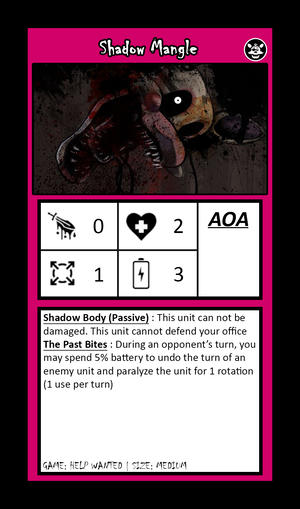 Shadow Mangle
0
2
AOA
1
3
Shadow Body (Passive) : This unit can not be
damaged. This unit cannot defend your office
The Past Bites : During an opponent's turn, you
may spend 5% battery to undo the turn of an
enemy unit and paralyze the unit for 1 rotation
(1 use per turn)
GAME: HELP WANTED | SIZE: MEDIUM